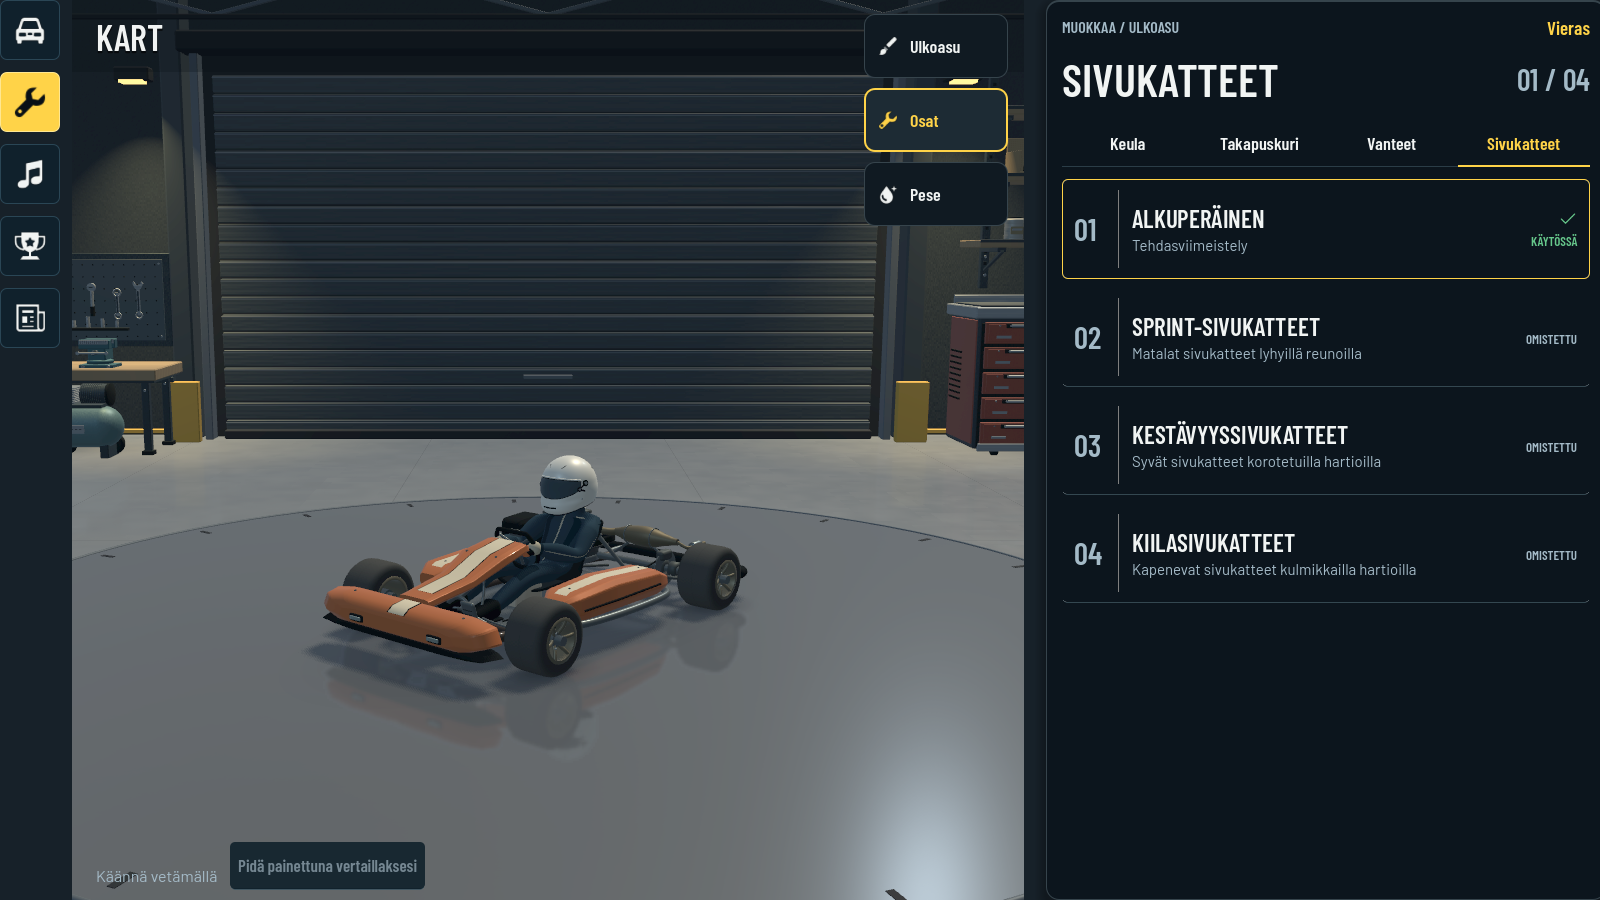 KART
Ulkoasu
Osat
Pese
Käännä vetämällä
Pidä painettuna vertaillaksesi
MUOKKAA / ULKOASU
Vieras
SIVUKATTEET
01 / 04
Keula
Takapuskuri
Vanteet
Sivukatteet
01
ALKUPERÄINEN
Tehdasviimeistely
KÄYTÖSSÄ
02
SPRINT-SIVUKATTEET
Matalat sivukatteet lyhyillä reunoilla
OMISTETTU
03
KESTÄVYYSSIVUKATTEET
Syvät sivukatteet korotetuilla hartioilla
OMISTETTU
04
KIILASIVUKATTEET
Kapenevat sivukatteet kulmikkailla hartioilla
OMISTETTU